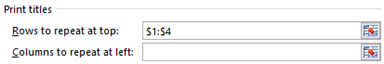 Print titles
Rows to repeat at top: $1:$4
Columns to repeat at left: